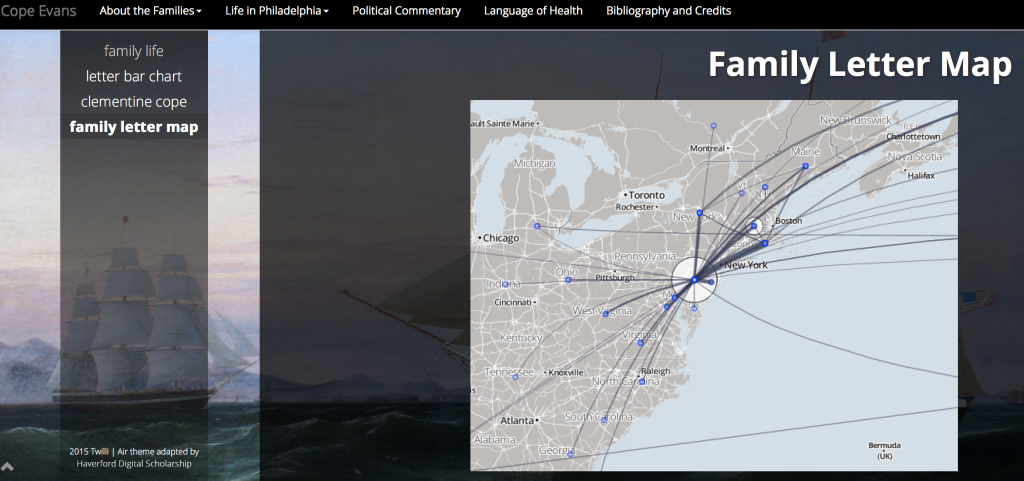 Cope Evans
About the Families
Life in Philadelphia
Political Commentary
Language of Health
Bibliography and Credits
family life
letter bar chart
clementine cope
family letter map
2015 Twilli | Air theme adapted by
Haverford Digital Scholarship
Family Letter Map
ault Sainte Marie
New Brunswick
P.E.I.
Charlottetown
Montreal
Maine
Nova Scotia
Michigan
Halifax
Vt
N.H.
Toronto
Rochester
New York
Boston
Conn
Chicago
Pennsylvania
New York
Ohio
Pittsburgh
Indiana
Cincinnati
West Virginia
Kentucky
Virginia
Tennessee
Knoxville
Raleigh
North Carolina
Atlanta
South Carolina
Alabama
Georgia
Bermuda
(UK)